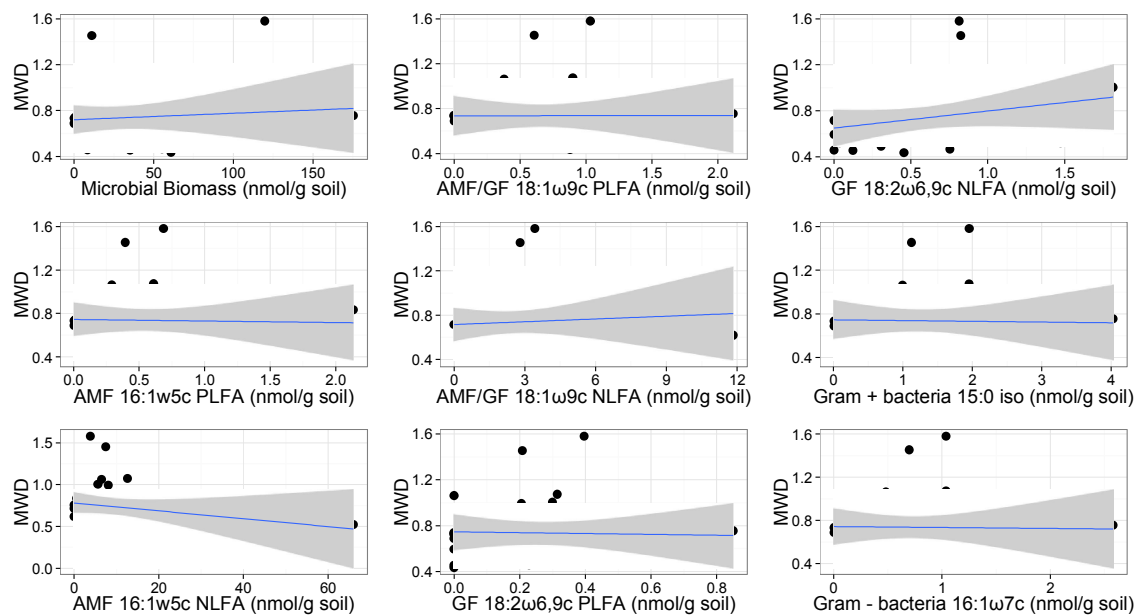 1.6
1.2
0.8
0.4
MWD
0 50 100 150
Microbial Biomass (nmol/g soil)
1.6
1.2
0.8
0.4
MWD
0.0 0.5 1.0 1.5 2.0
AMF/GF 18:1ω9c PLFA (nmol/g soil)
1.6
1.2
0.8
0.4
MWD
0.0 0.5 1.0 1.5
GF 18:2ω6,9c NLFA (nmol/g soil)
1.6
1.2
0.8
0.4
MWD
0.0 0.5 1.0 1.5 2.0
AMF 16:1w5c PLFA (nmol/g soil)
1.6
1.2
0.8
0.4
MWD
0 3 6 9 12
AMF/GF 18:1ω9c NLFA (nmol/g soil)
1.6
1.2
0.8
0.4
MWD
0 1 2 3 4
Gram + bacteria 15:0 iso (nmol/g soil)
1.5
1.0
0.5
0.0
MWD
0 20 40 60
AMF 16:1w5c NLFA (nmol/g soil)
1.6
1.2
0.8
0.4
MWD
0.0 0.2 0.4 0.6 0.8
GF 18:2ω6,9c PLFA (nmol/g soil)
1.6
1.2
0.8
0.4
MWD
0 1 2
Gram - bacteria 16:1ω7c (nmol/g soil)